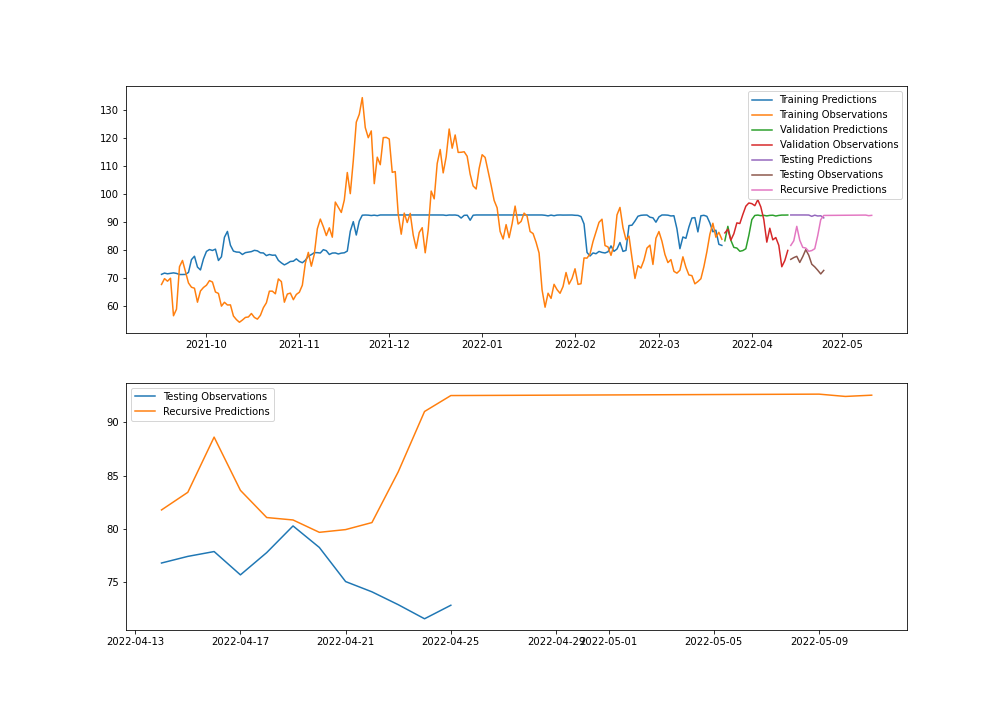 130
120
110
100
90
80
70
60
Training Predictions
Training Observations
Validation Predictions
Validation Observations
Testing Predictions
Testing Observations
Recursive Predictions
2021-10 2021-11 2021-12 2022-01 2022-02 2022-03 2022-04 2022-05
Testing Observations
Recursive Predictions
90
85
80
75
2022-04-13 2022-04-17 2022-04-21 2022-04-25 2022-04-29 2022-05-01 2022-05-05 2022-05-09